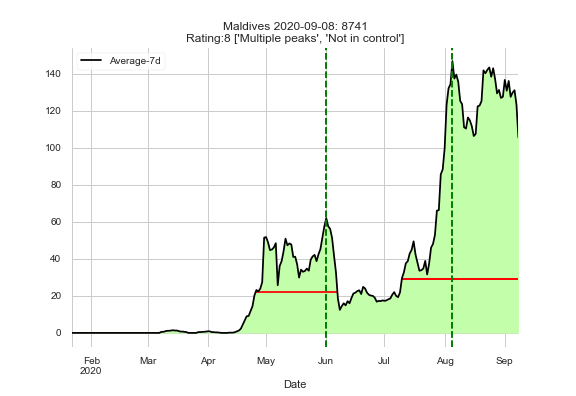 Maldives 2020-09-08: 8741
Rating:8 ['Multiple peaks', 'Not in control']
Average-7d
140
120
100
80
60
40
20
0
Feb Mar Apr May Jun Jul Aug Sep
2020
Date